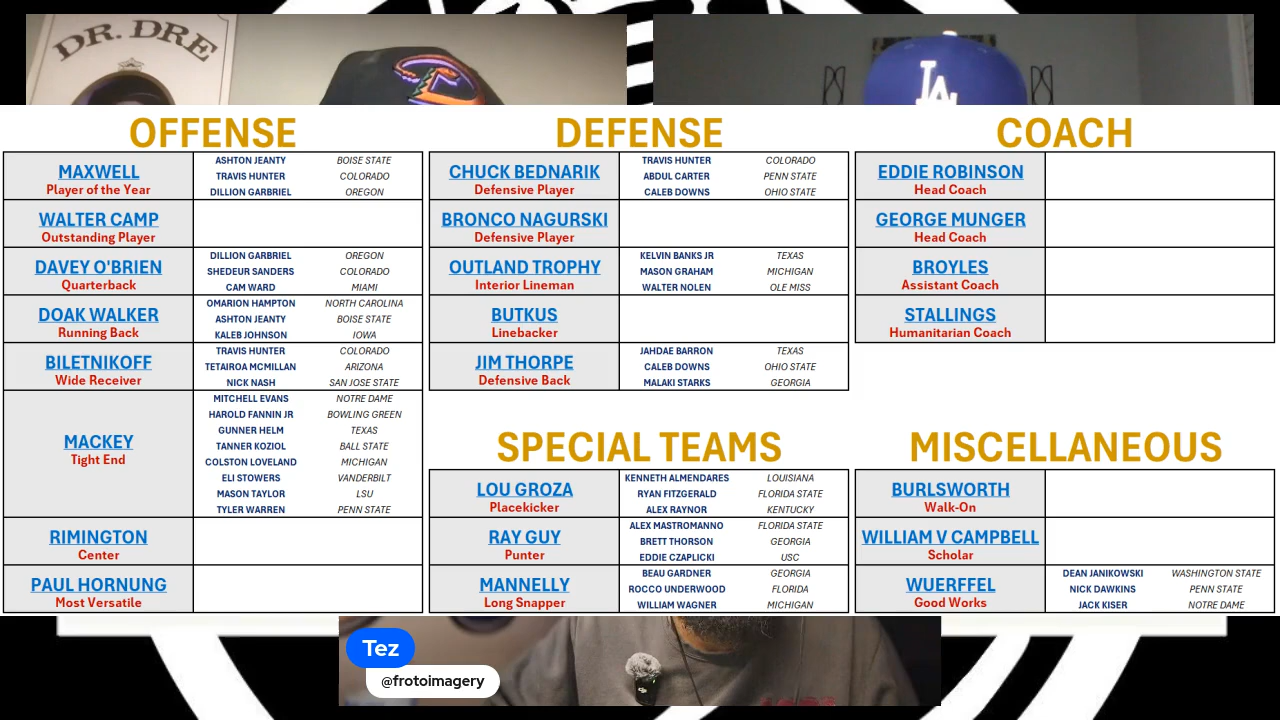 DR. DRE
LA
OFFENSE
MAXWELL
Player of the Year
ASHTON JEANTY BOISE STATE
TRAVIS HUNTER COLORADO
DILLION GARBRIEL OREGON
WALTER CAMP
Outstanding Player
DAVEY O'BRIEN
Quarterback
DILLION GARBRIEL OREGON
SHEDEUR SANDERS COLORADO
CAM WARD MIAMI
DOAK WALKER
Running Back
OMARION HAMPTON NORTH CAROLINA
ASHTON JEANTY BOISE STATE
KALEB JOHNSON IOWA
BILETNIKOFF
Wide Receiver
TRAVIS HUNTER COLORADO
TETAIROA MCMILLAN ARIZONA
NICK NASH SAN JOSE STATE
MACKEY
Tight End
MITCHELL EVANS NOTRE DAME
HAROLD FANNIN JR BOWLING GREEN
GUNNER HELM TEXAS
TANNER KOZIOL BALL STATE
COLSTON LOVELAND MICHIGAN
ELI STOWERS VANDERBILT
MASON TAYLOR LSU
TYLER WARREN PENN STATE
RIMINGTON
Center
PAUL HORNUNG
Most Versatile
DEFENSE
CHUCK BEDNARIK
Defensive Player
TRAVIS HUNTER COLORADO
ABDUL CARTER PENN STATE
CALEB DOWNS OHIO STATE
BRONCO NAGURSKI
Defensive Player
OUTLAND TROPHY
Interior Lineman
KELVIN BANKS JR TEXAS
MASON GRAHAM MICHIGAN
WALTER NOLEN OLE MISS
BUTKUS
Linebacker
JIM THORPE
Defensive Back
JAHDAE BARRON TEXAS
CALEB DOWNS OHIO STATE
MALAKI STARKS GEORGIA
SPECIAL TEAMS
LOU GROZA
Placekicker
KENNETH ALMENDARES LOUISIANA
RYAN FITZGERALD FLORIDA STATE
ALEX RAYNOR KENTUCKY
RAY GUY
Punter
ALEX MASTROMANNO FLORIDA STATE
BRETT THORSON GEORGIA
EDDIE CZAPLICKI USC
MANNELLY
Long Snapper
BEAU GARDNER GEORGIA
ROCCO UNDERWOOD FLORIDA
WILLIAM WAGNER MICHIGAN
COACH
EDDIE ROBINSON
Head Coach
GEORGE MUNGER
Head Coach
BROYLES
Assistant Coach
STALLINGS
Humanitarian Coach
MISCELLANEOUS
BURLSWORTH
Walk-On
WILLIAM V CAMPBELL
Scholar
WUERFFEL
Good Works
DEAN JANIKOWSKI WASHINGTON STATE
NICK DAWKINS PENN STATE
JACK KISER NOTRE DAME
Tez
@frotoimagery